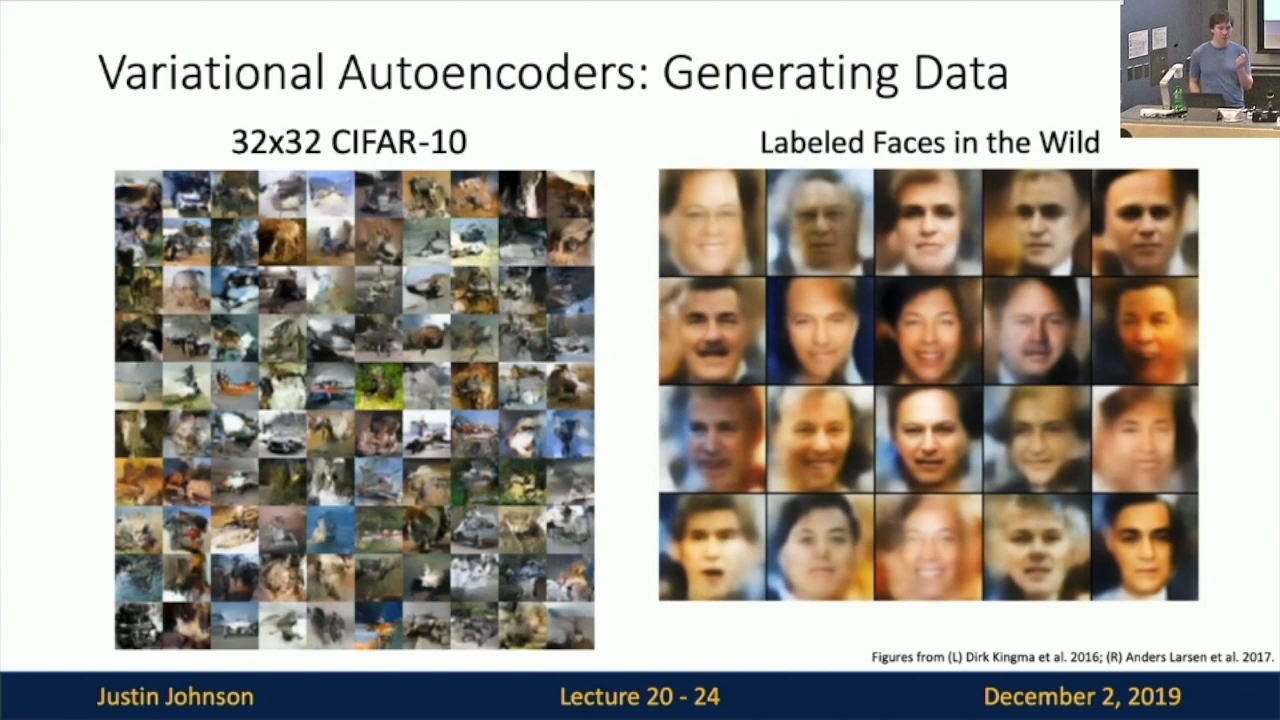 Variational Autoencoders: Generating Data
32x32 CIFAR-10
Labeled Faces in the Wild
Figures from (L) Dirk Kingma et al. 2016; (R) Anders Larsen et al. 2017.
Justin Johnson
Lecture 20 - 24
December 2, 2019